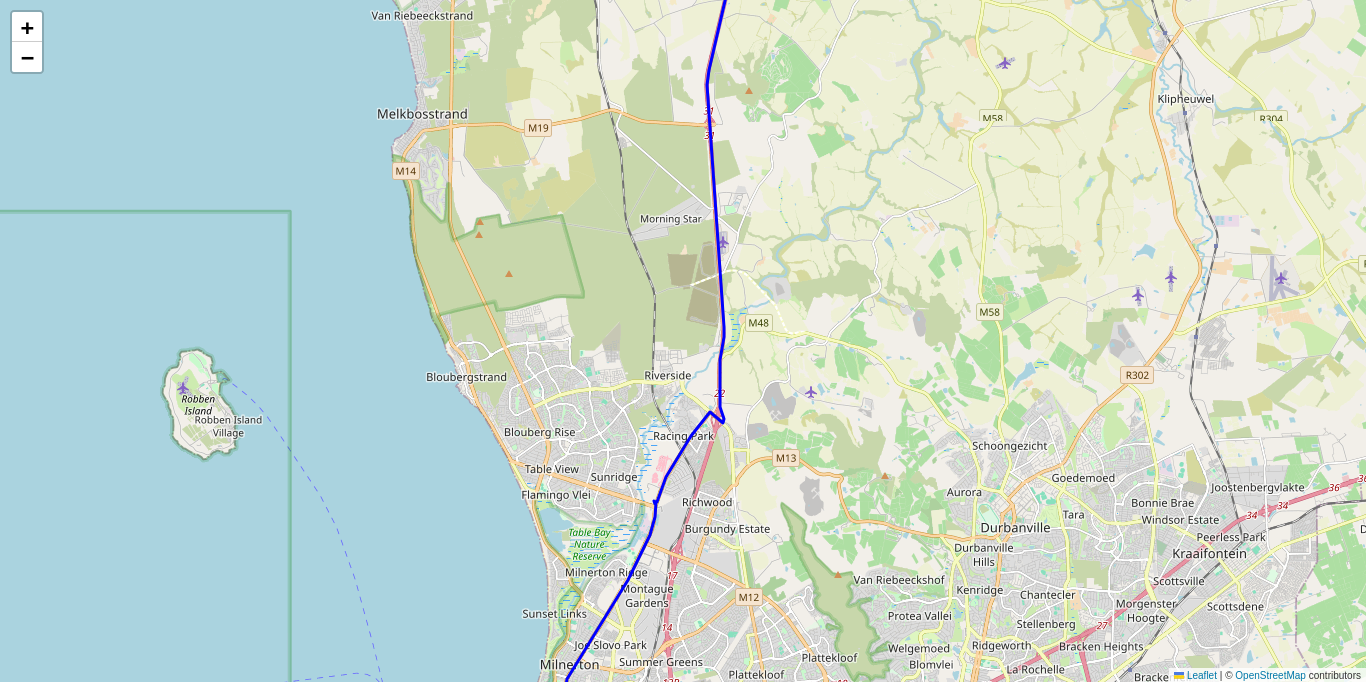 +
−
Van Riebeeckstrand
Melkbosstrand
M19
M14
31
31
M58
Klipheuwel
R304
Morning Star
M48
M58
Robben
Island
Robben Island
Village
Bloubergstrand
Riverside
22
R302
Blouberg Rise
Racing Park
Table View
Sunridge
Flamingo Vlei
M13
Richwood
Burgundy Estate
Table Bay
Nature
Reserve
Schoongezicht
Goedemoed
Aurora
Bonnie Brae
Joostenbergvlakte
36
36
34
34
Tara
Windsor Estate
Durbanville
Peerless Park
Durbanville
Hills
Kraaifontein
Milnerton Ridge
17
Montague
Gardens
M12
Van Riebeeckshof
Kenridge
Chantecler
Scottsville
Sunset Links
14
Morgenster
Hoogte
Scottsdene
Protea Vallei
Stellenberg
27
Joe Slovo Park
Milnerton
Summer Greens
Plattekloof
Plattekloof
Welgemoed
Ridgeworth
Bracken Heights
Blomvlei
La Rochelle
Bracke
13B
Leaflet | © OpenStreetMap contributors